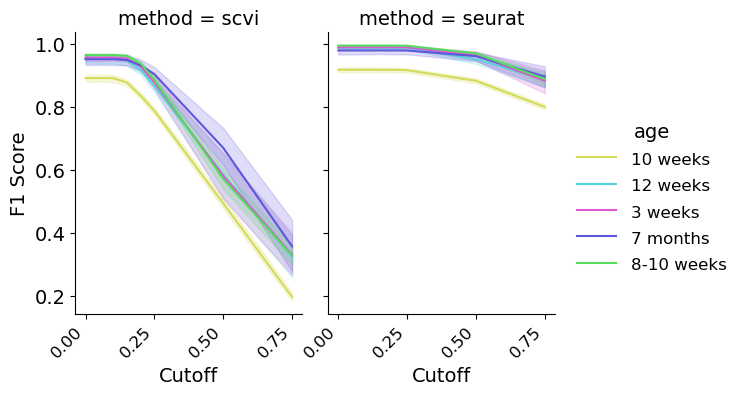 method = scvi
method = seurat
F1 Score
1.0
0.8
0.6
0.4
0.2
0.00
0.25
0.50
0.75
0.00
0.25
0.50
0.75
Cutoff
Cutoff
age
10 weeks
12 weeks
3 weeks
7 months
8-10 weeks